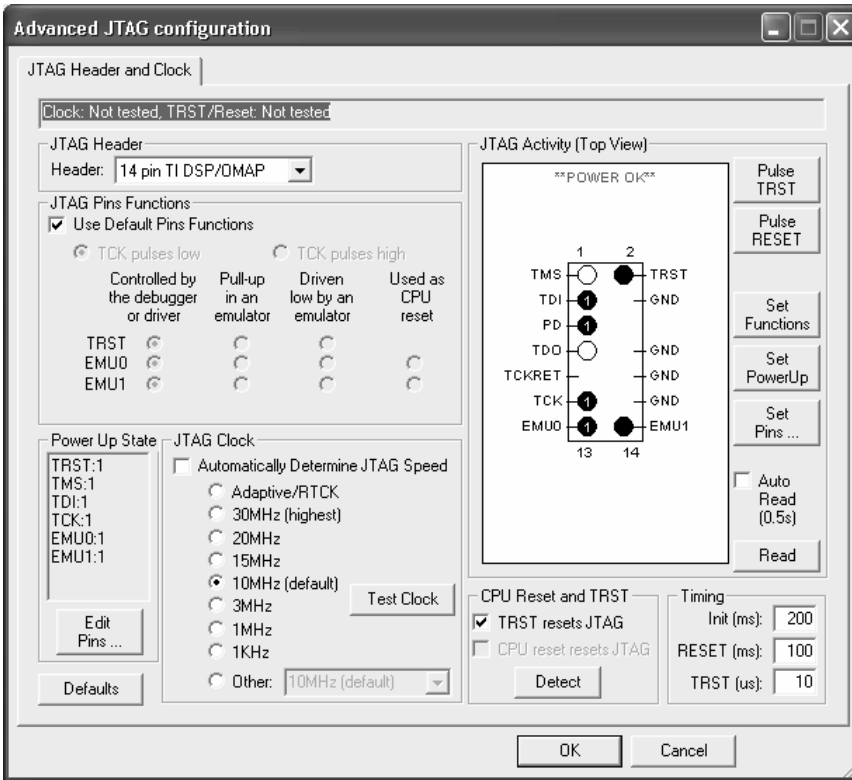 Advanced JTAG configuration
JTAG Header and Clock
Clock: Not tested, TRST/Reset: Not tested
JTAG Header
Header: 14 pin TI DSP/OMAP
JTAG Pins Functions
Use Default Pins Functions
TCK pulses low TCK pulses high
Controlled by the debugger or driver
Pull-up in an emulator
Driven low by an emulator
Used as CPU reset
TRST
EMU0
EMU1
Power Up State
TRST:1
TMS:1
TDI:1
TCK:1
EMU0:1
EMU1:1
Edit
Pins ...
Defaults
JTAG Clock
Automatically Determine JTAG Speed
Adaptive/RTCK
30MHz (highest)
20MHz
15MHz
10MHz (default)
3MHz
1MHz
1KHz
Other: 10MHz (default)
Test Clock
JTAG Activity (Top View)
**POWER OK**
1 2
TMS TRST
TDI 1 GND
PD 1
TDO GND
TCKRET GND
TCK 1 GND
EMU0 1 EMU1
13 14
Pulse
TRST
Pulse
RESET
Set
Functions
Set
PowerUp
Set
Pins ...
Auto
Read
(0.5s)
Read
CPU Reset and TRST
TRST resets JTAG
CPU reset resets JTAG
Detect
Timing
Init (ms): 200
RESET (ms): 100
TRST (us): 10
OK Cancel